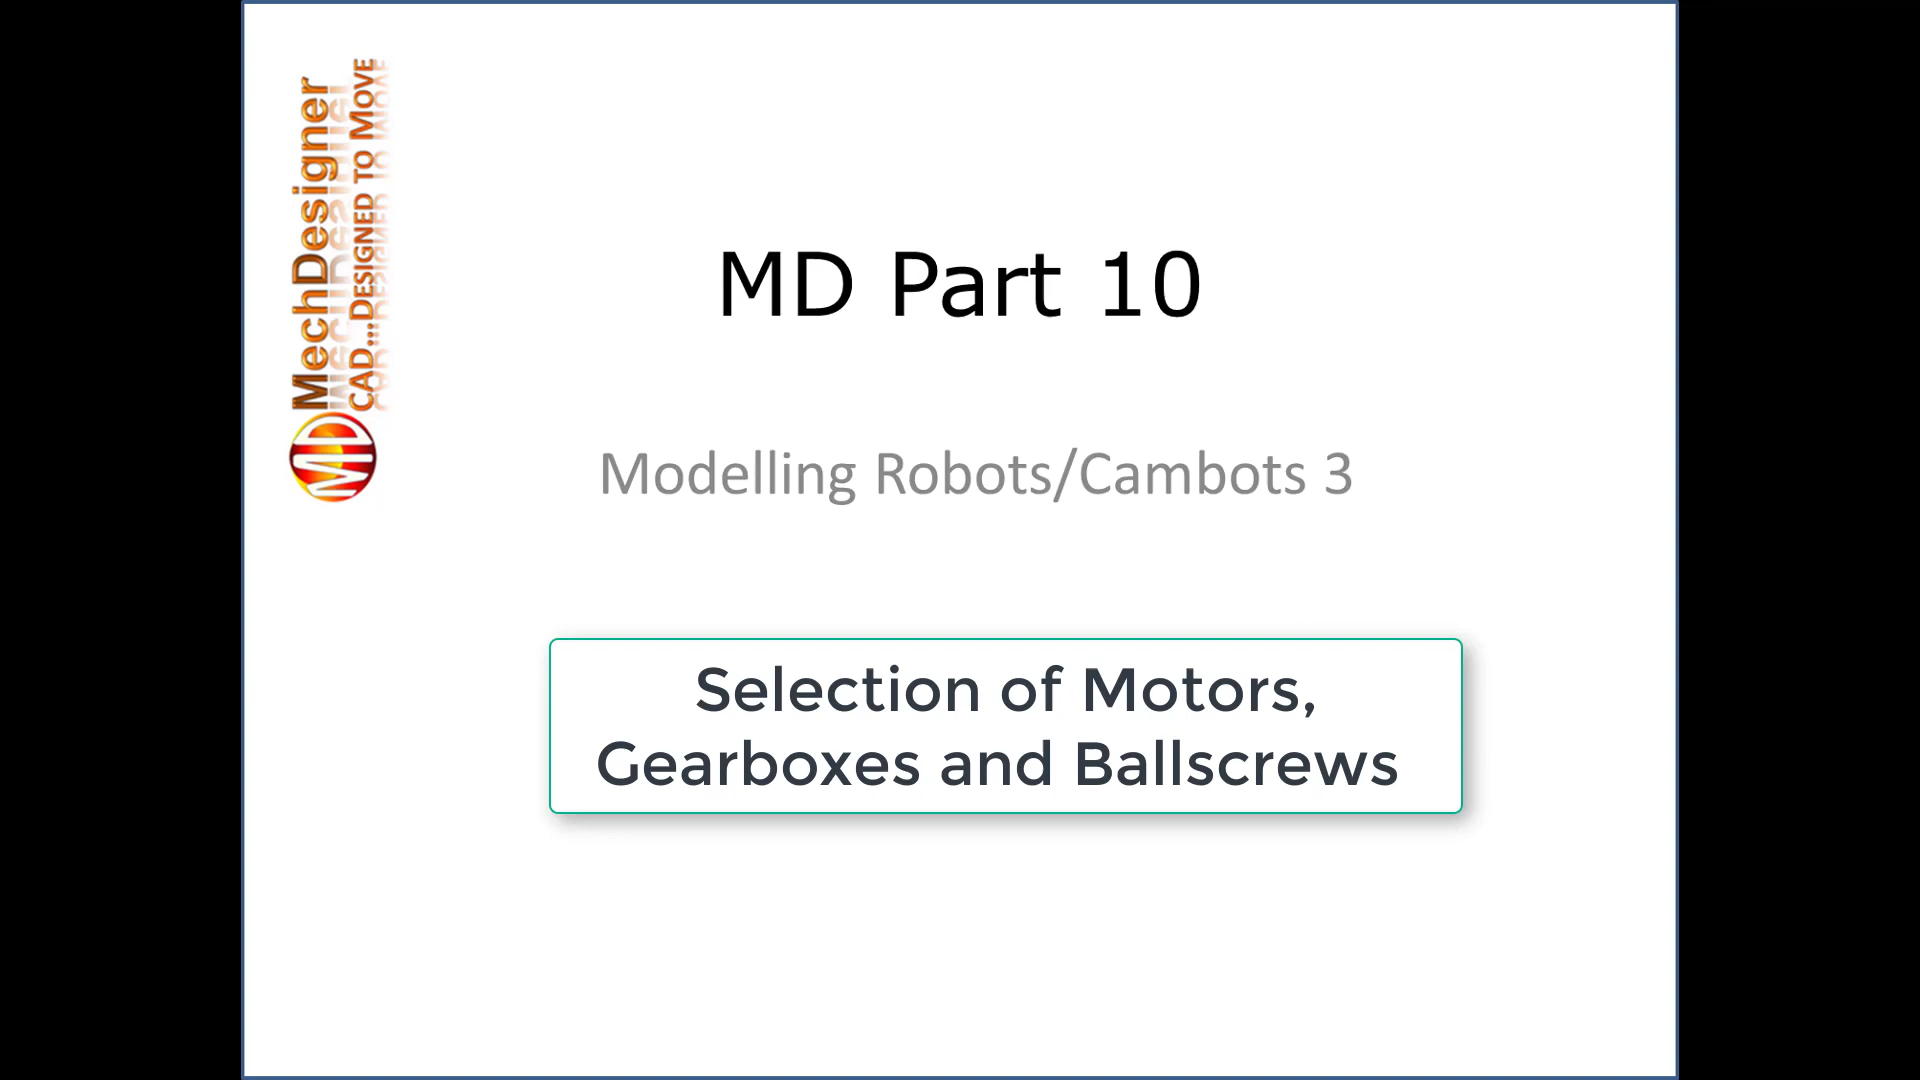 MechDesigner
CAD...DESIGNED TO MOVE
MD
MD Part 10
Modelling Robots/Cambots 3
Selection of Motors,
Gearboxes and Ballscrews